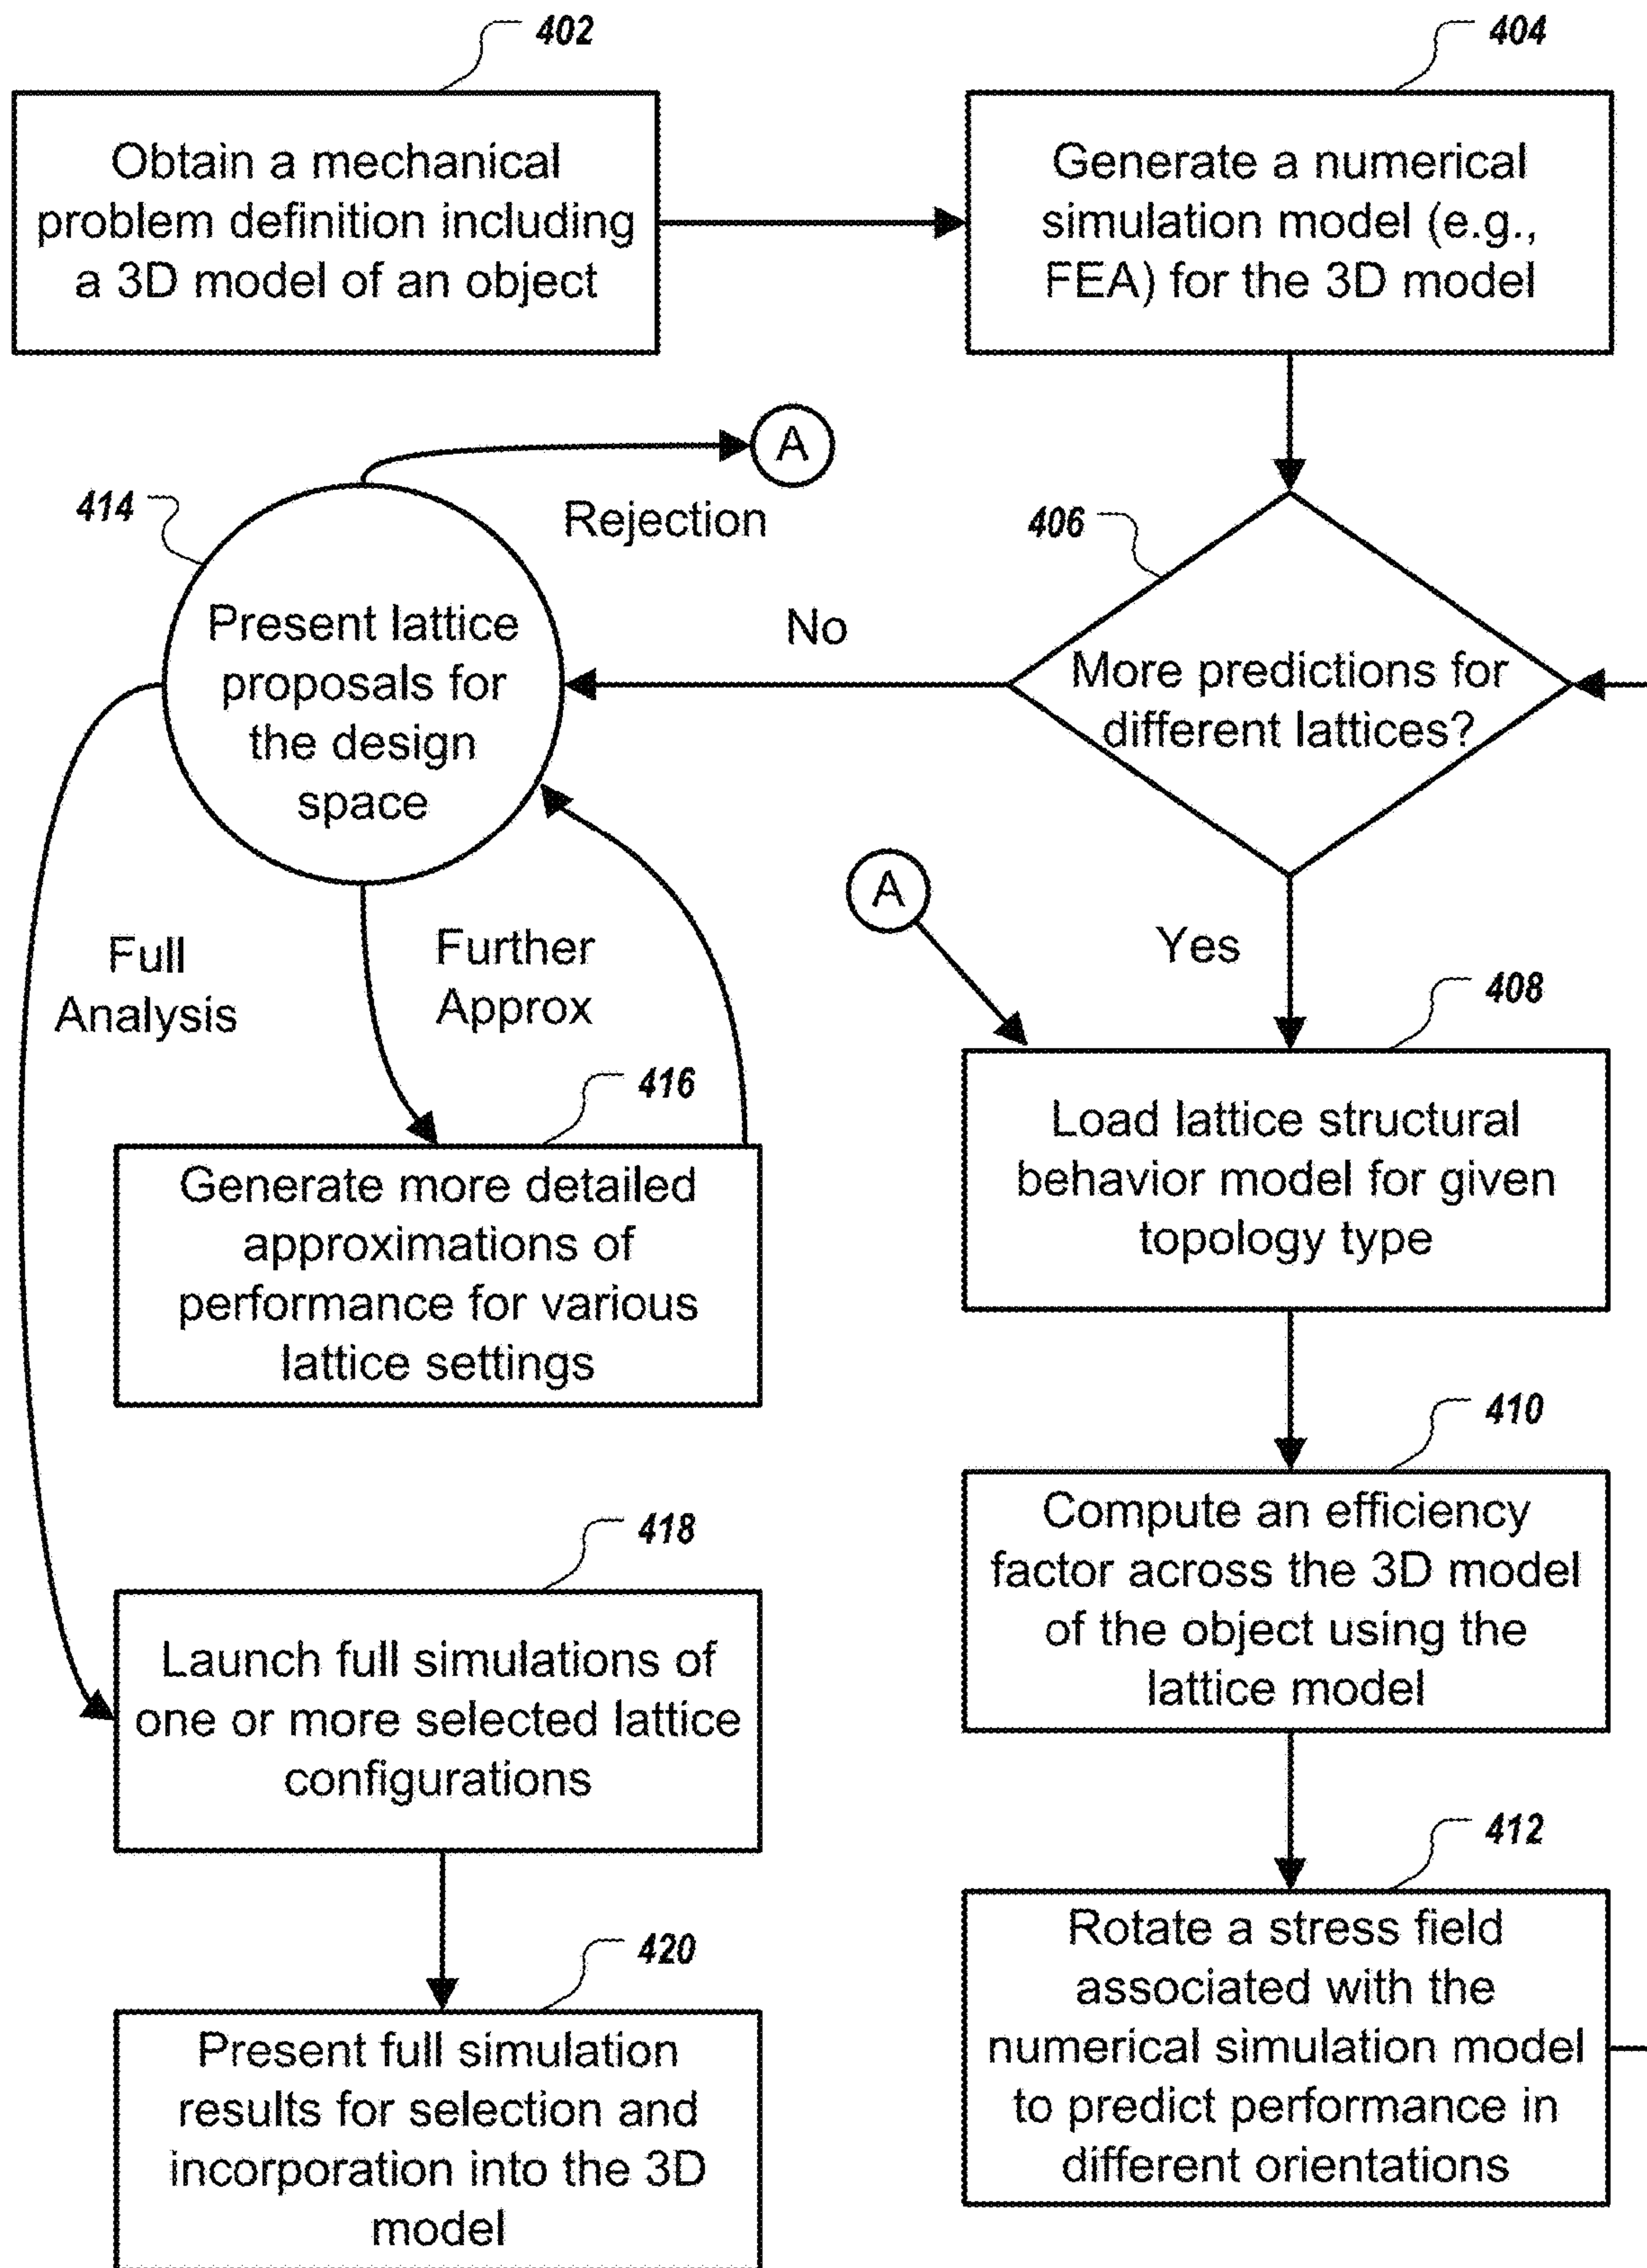 402
Obtain a mechanical
problem definition including
a 3D model of an object
404
Generate a numerical
simulation model (e.g.,
FEA) for the 3D model
A
Rejection
414
Present lattice
proposals for
the design
space
No
406
More predictions for
different lattices?
A
Yes
Full
Analysis
Further
Approx
408
Load lattice structural
behavior model for given
topology type
416
Generate more detailed
approximations of
performance for various
lattice settings
410
Compute an efficiency
factor across the 3D model
of the object using the
lattice model
418
Launch full simulations of
one or more selected lattice
configurations
412
Rotate a stress field
associated with the
numerical simulation model
to predict performance in
different orientations
420
Present full simulation
results for selection and
incorporation into the 3D
model